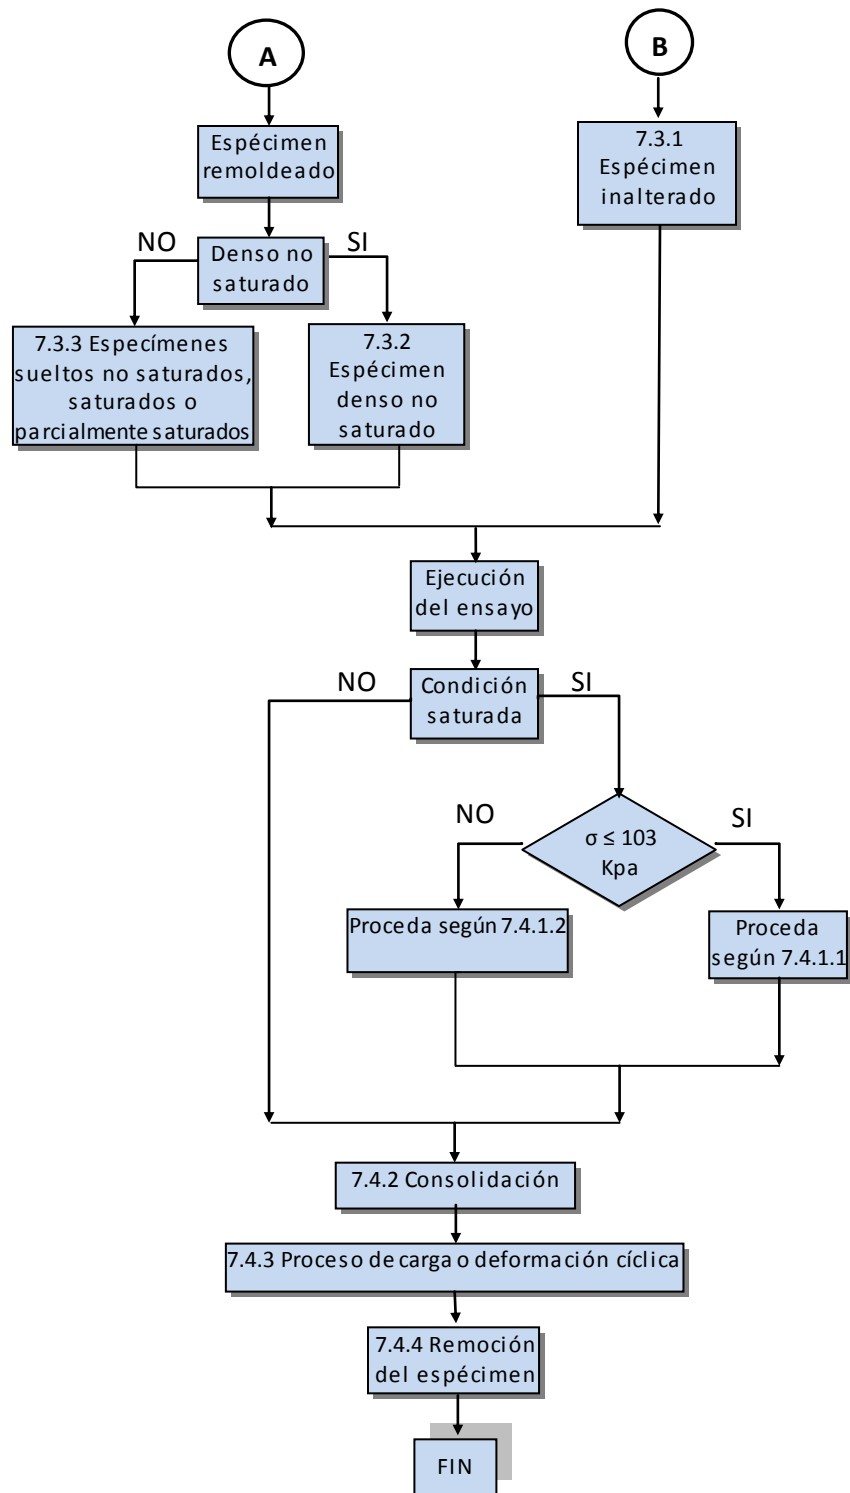 A
B
Espécimen
remoldeado
7.3.1
Espécimen
inalterado
NO
SI
Denso no
saturado
7.3.3 Especímenes
sueltos no saturados,
saturados o
parcialmente saturados
7.3.2
Espécimen
denso no
saturado
Ejecución
del ensayo
NO
SI
Condición
saturada
NO
SI
σ ≤ 103
Kpa
Proceda según 7.4.1.2
Proceda
según 7.4.1.1
7.4.2 Consolidación
7.4.3 Proceso de carga o deformación cíclica
7.4.4 Remoción
del espécimen
FIN